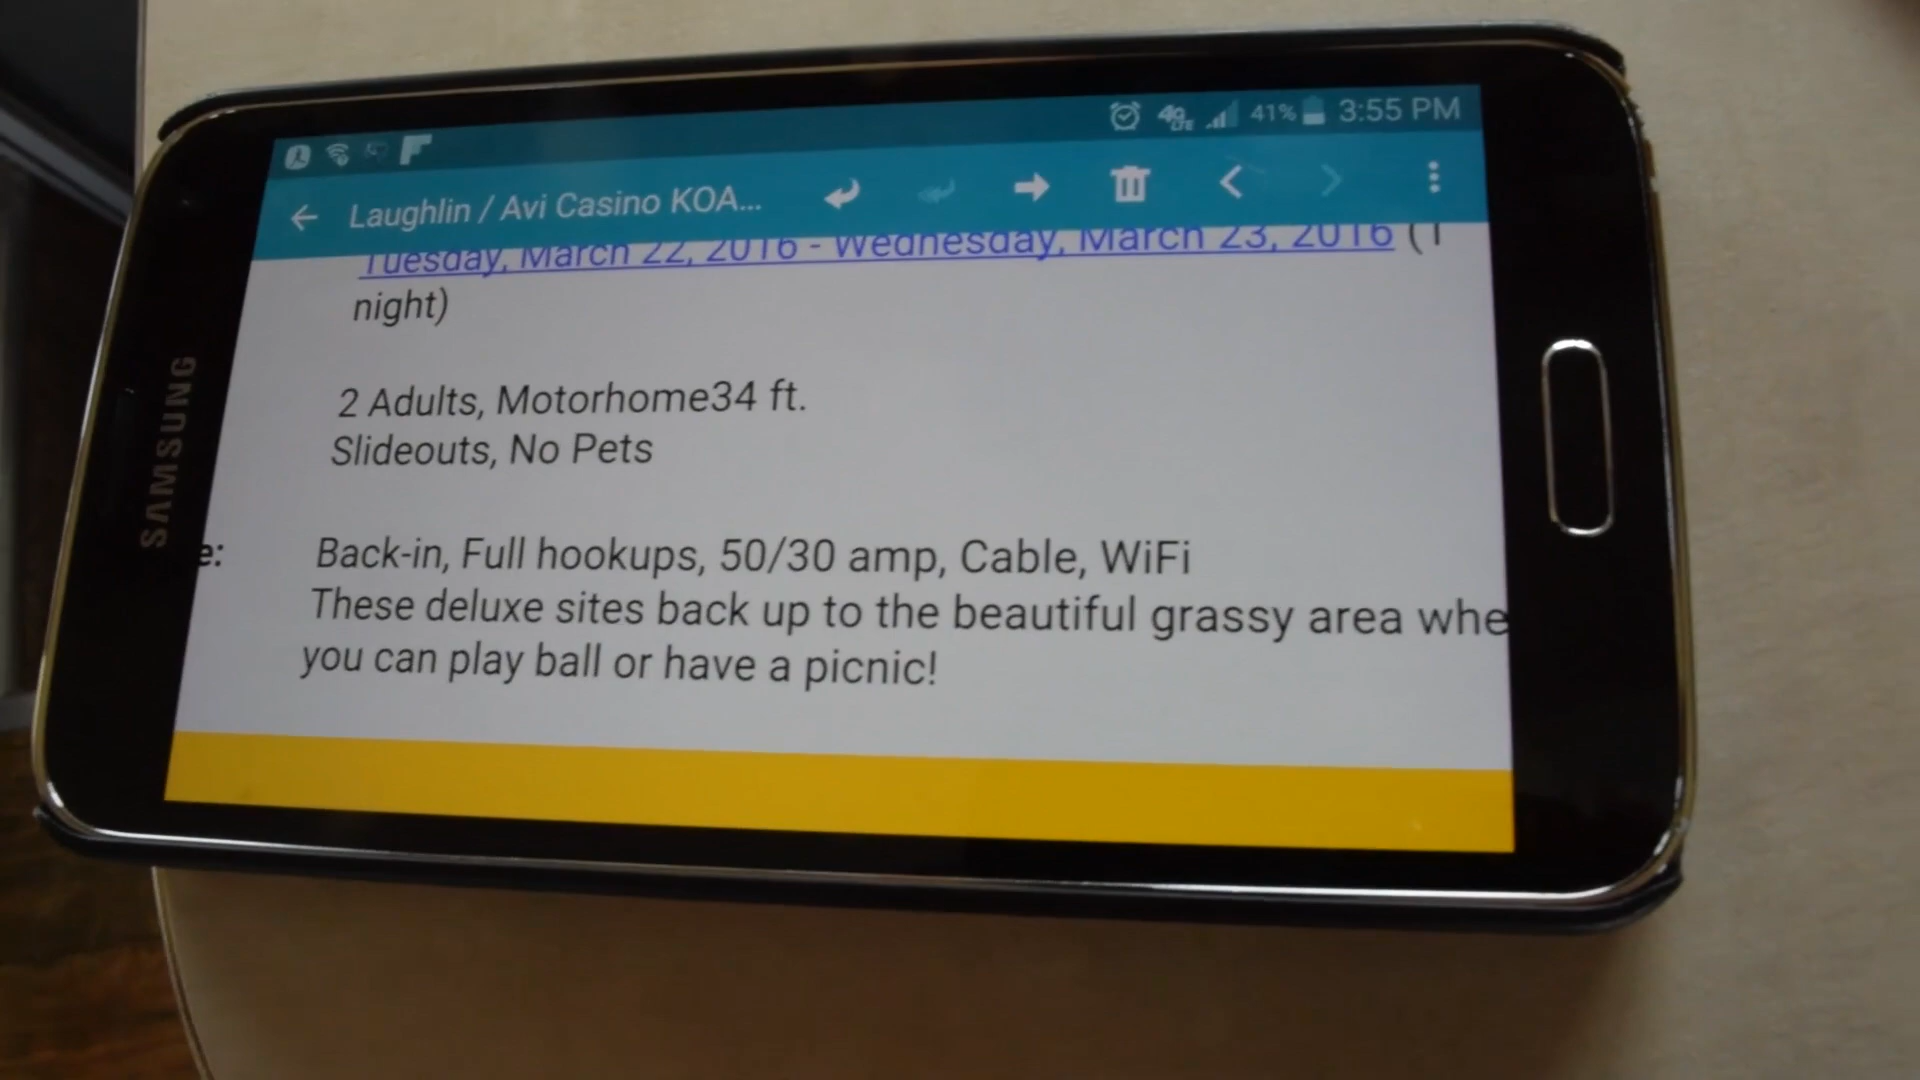 41% 3:55 PM
Laughlin / Avi Casino KOA...
Tuesday, March 22, 2016 - Wednesday, March 23, 2016 (1
night)
2 Adults, Motorhome34 ft.
Slideouts, No Pets
e: Back-in, Full hookups, 50/30 amp, Cable, WiFi
These deluxe sites back up to the beautiful grassy area whe
you can play ball or have a picnic!
SAMSUNG